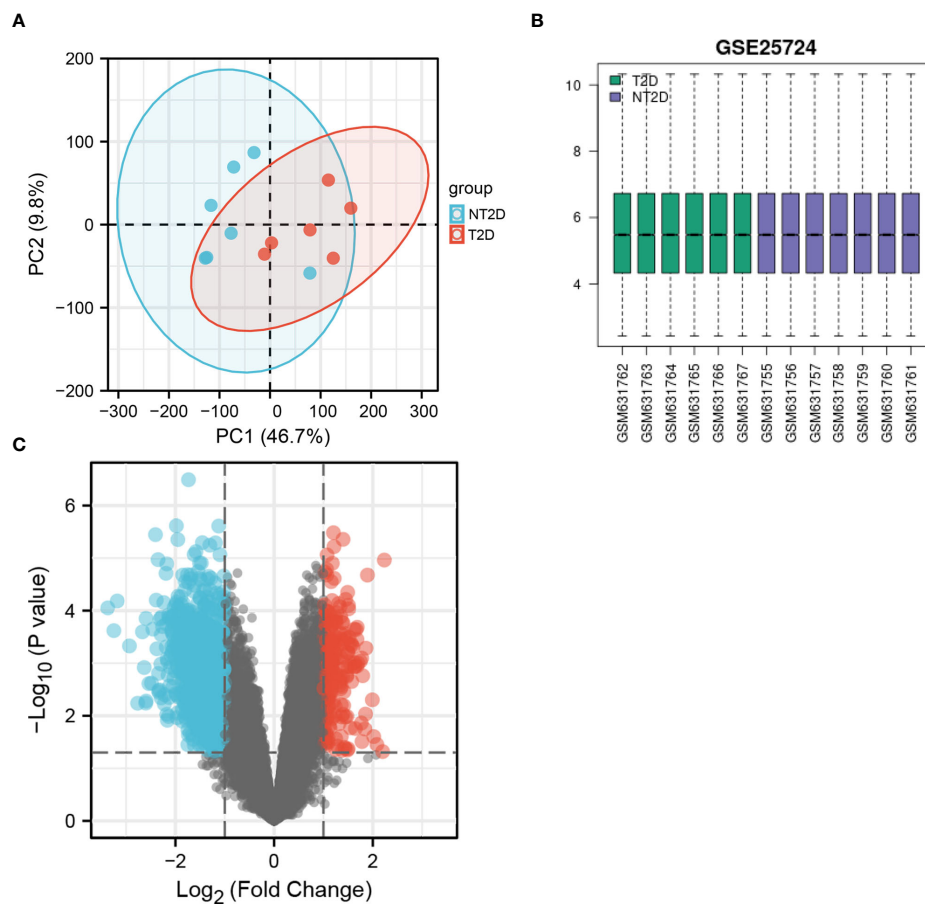 A
200
100
0
−100
−200
−300
−200
−100
0
100
200
300
PC2 (9.8%)
PC1 (46.7%)
group
NT2D
T2D
B
GSE25724
T2D
NT2D
10
8
6
4
GSM631762
GSM631763
GSM631764
GSM631765
GSM631766
GSM631767
GSM631755
GSM631756
GSM631757
GSM631758
GSM631759
GSM631760
GSM631761
C
6
4
2
0
−2
0
2
−Log10 (P value)
Log2 (Fold Change)